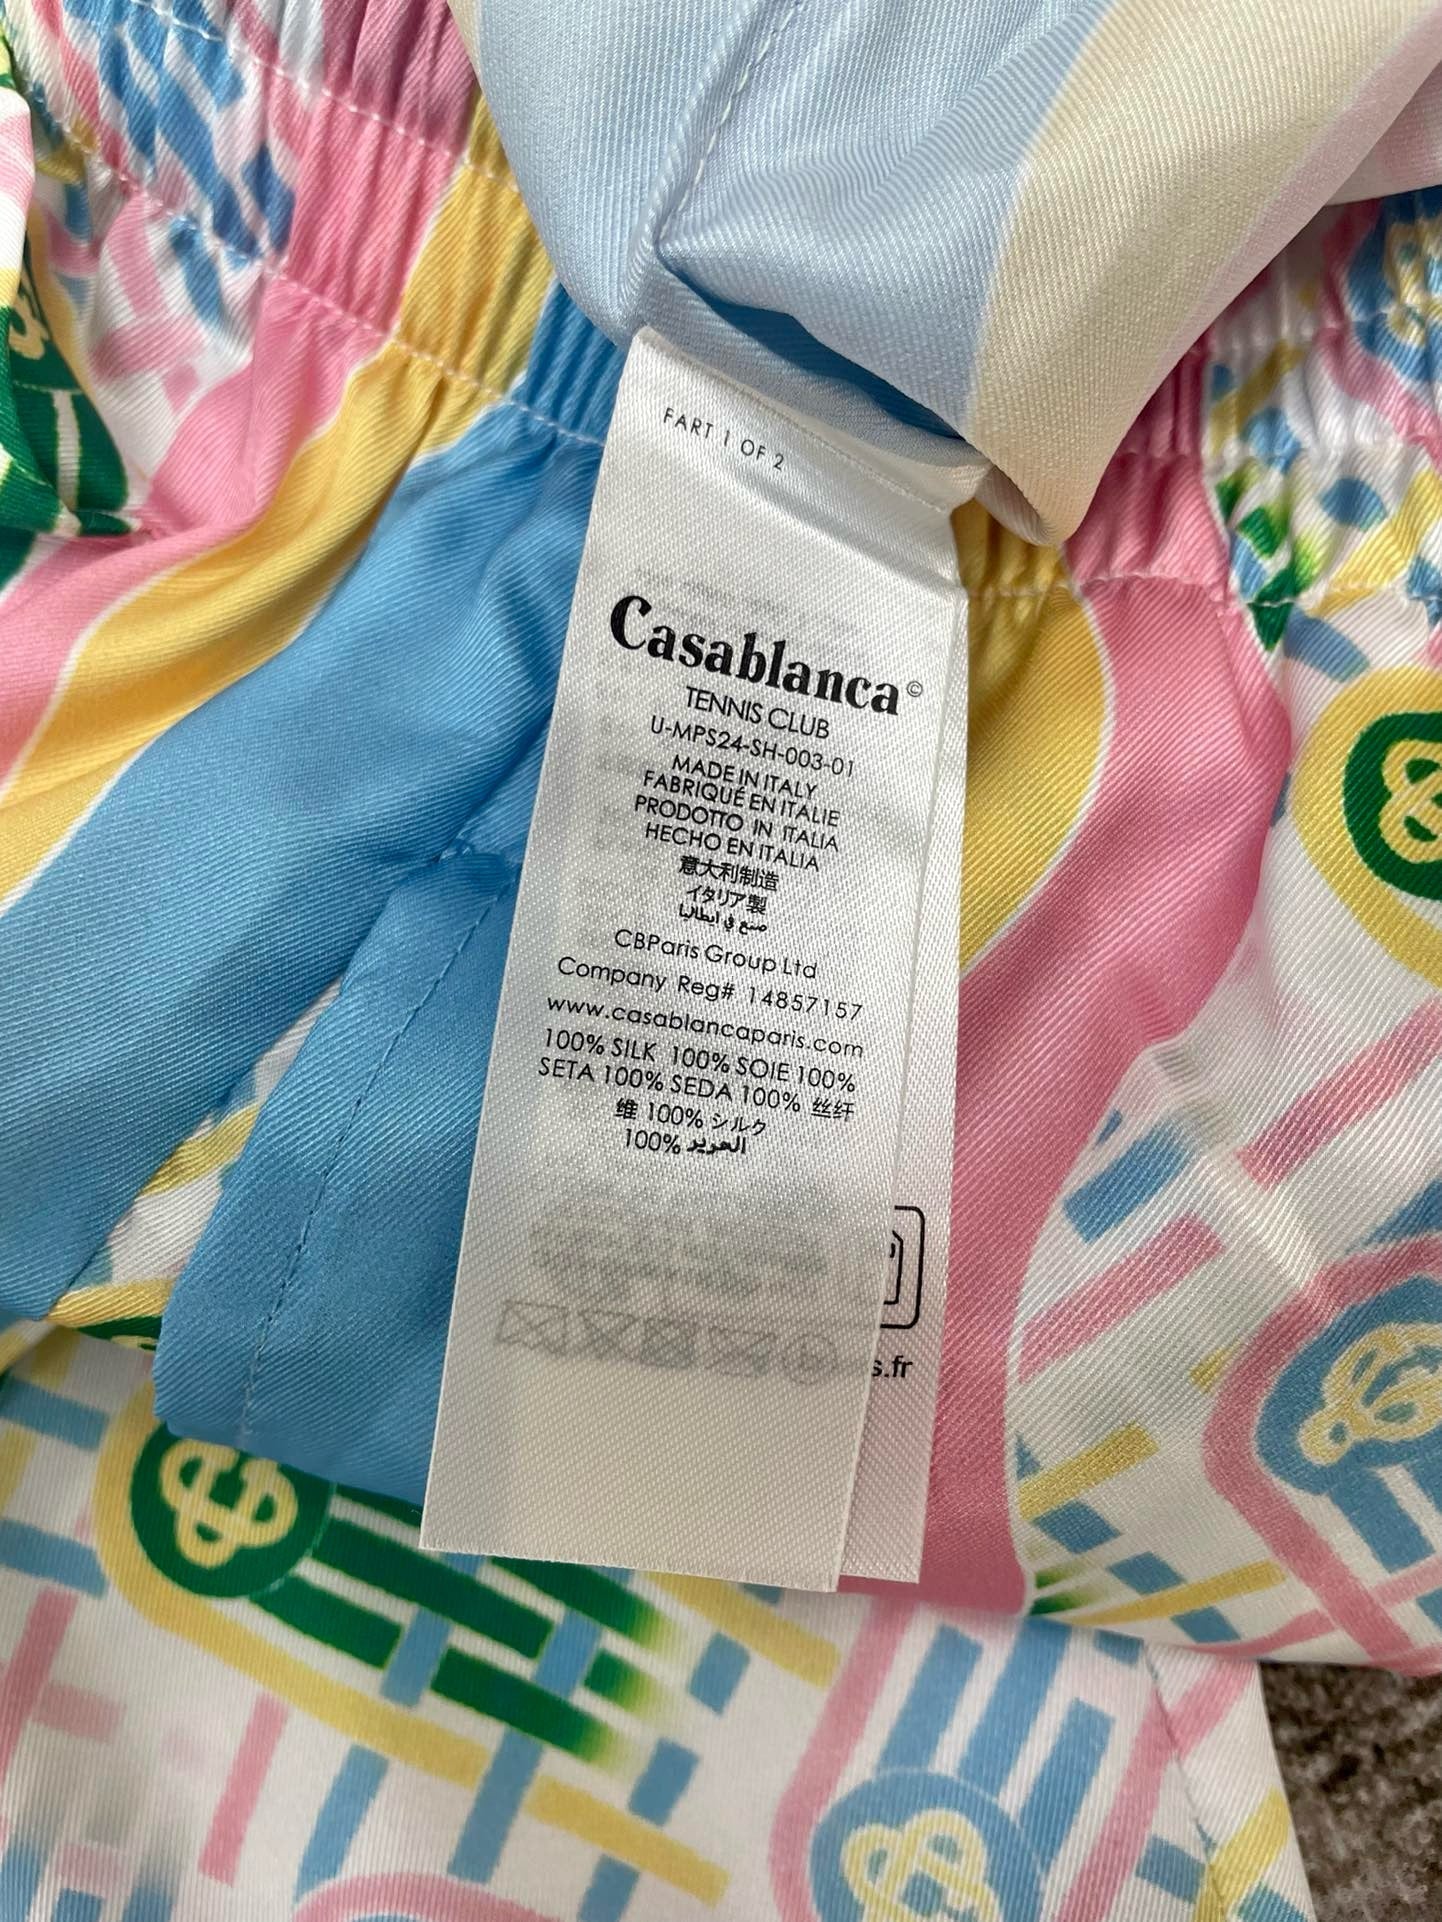 FART 1 OF 2
Casablanca©
TENNIS CLUB
U-MPS24-SH-003-01
MADE IN ITALY
FABRIQUÉ EN ITALIE
PRODOTTO IN ITALIA
HECHO EN ITALIA
意大利制造
イタリア製
صنع في ايطاليا
CBParis Group Ltd
Company Reg# 14857157
www.casablancaparis.com
100% SILK 100% SOIE 100%
SETA 100% SEDA 100% 丝纤
维 100% シルク
100% الحرير
s.fr